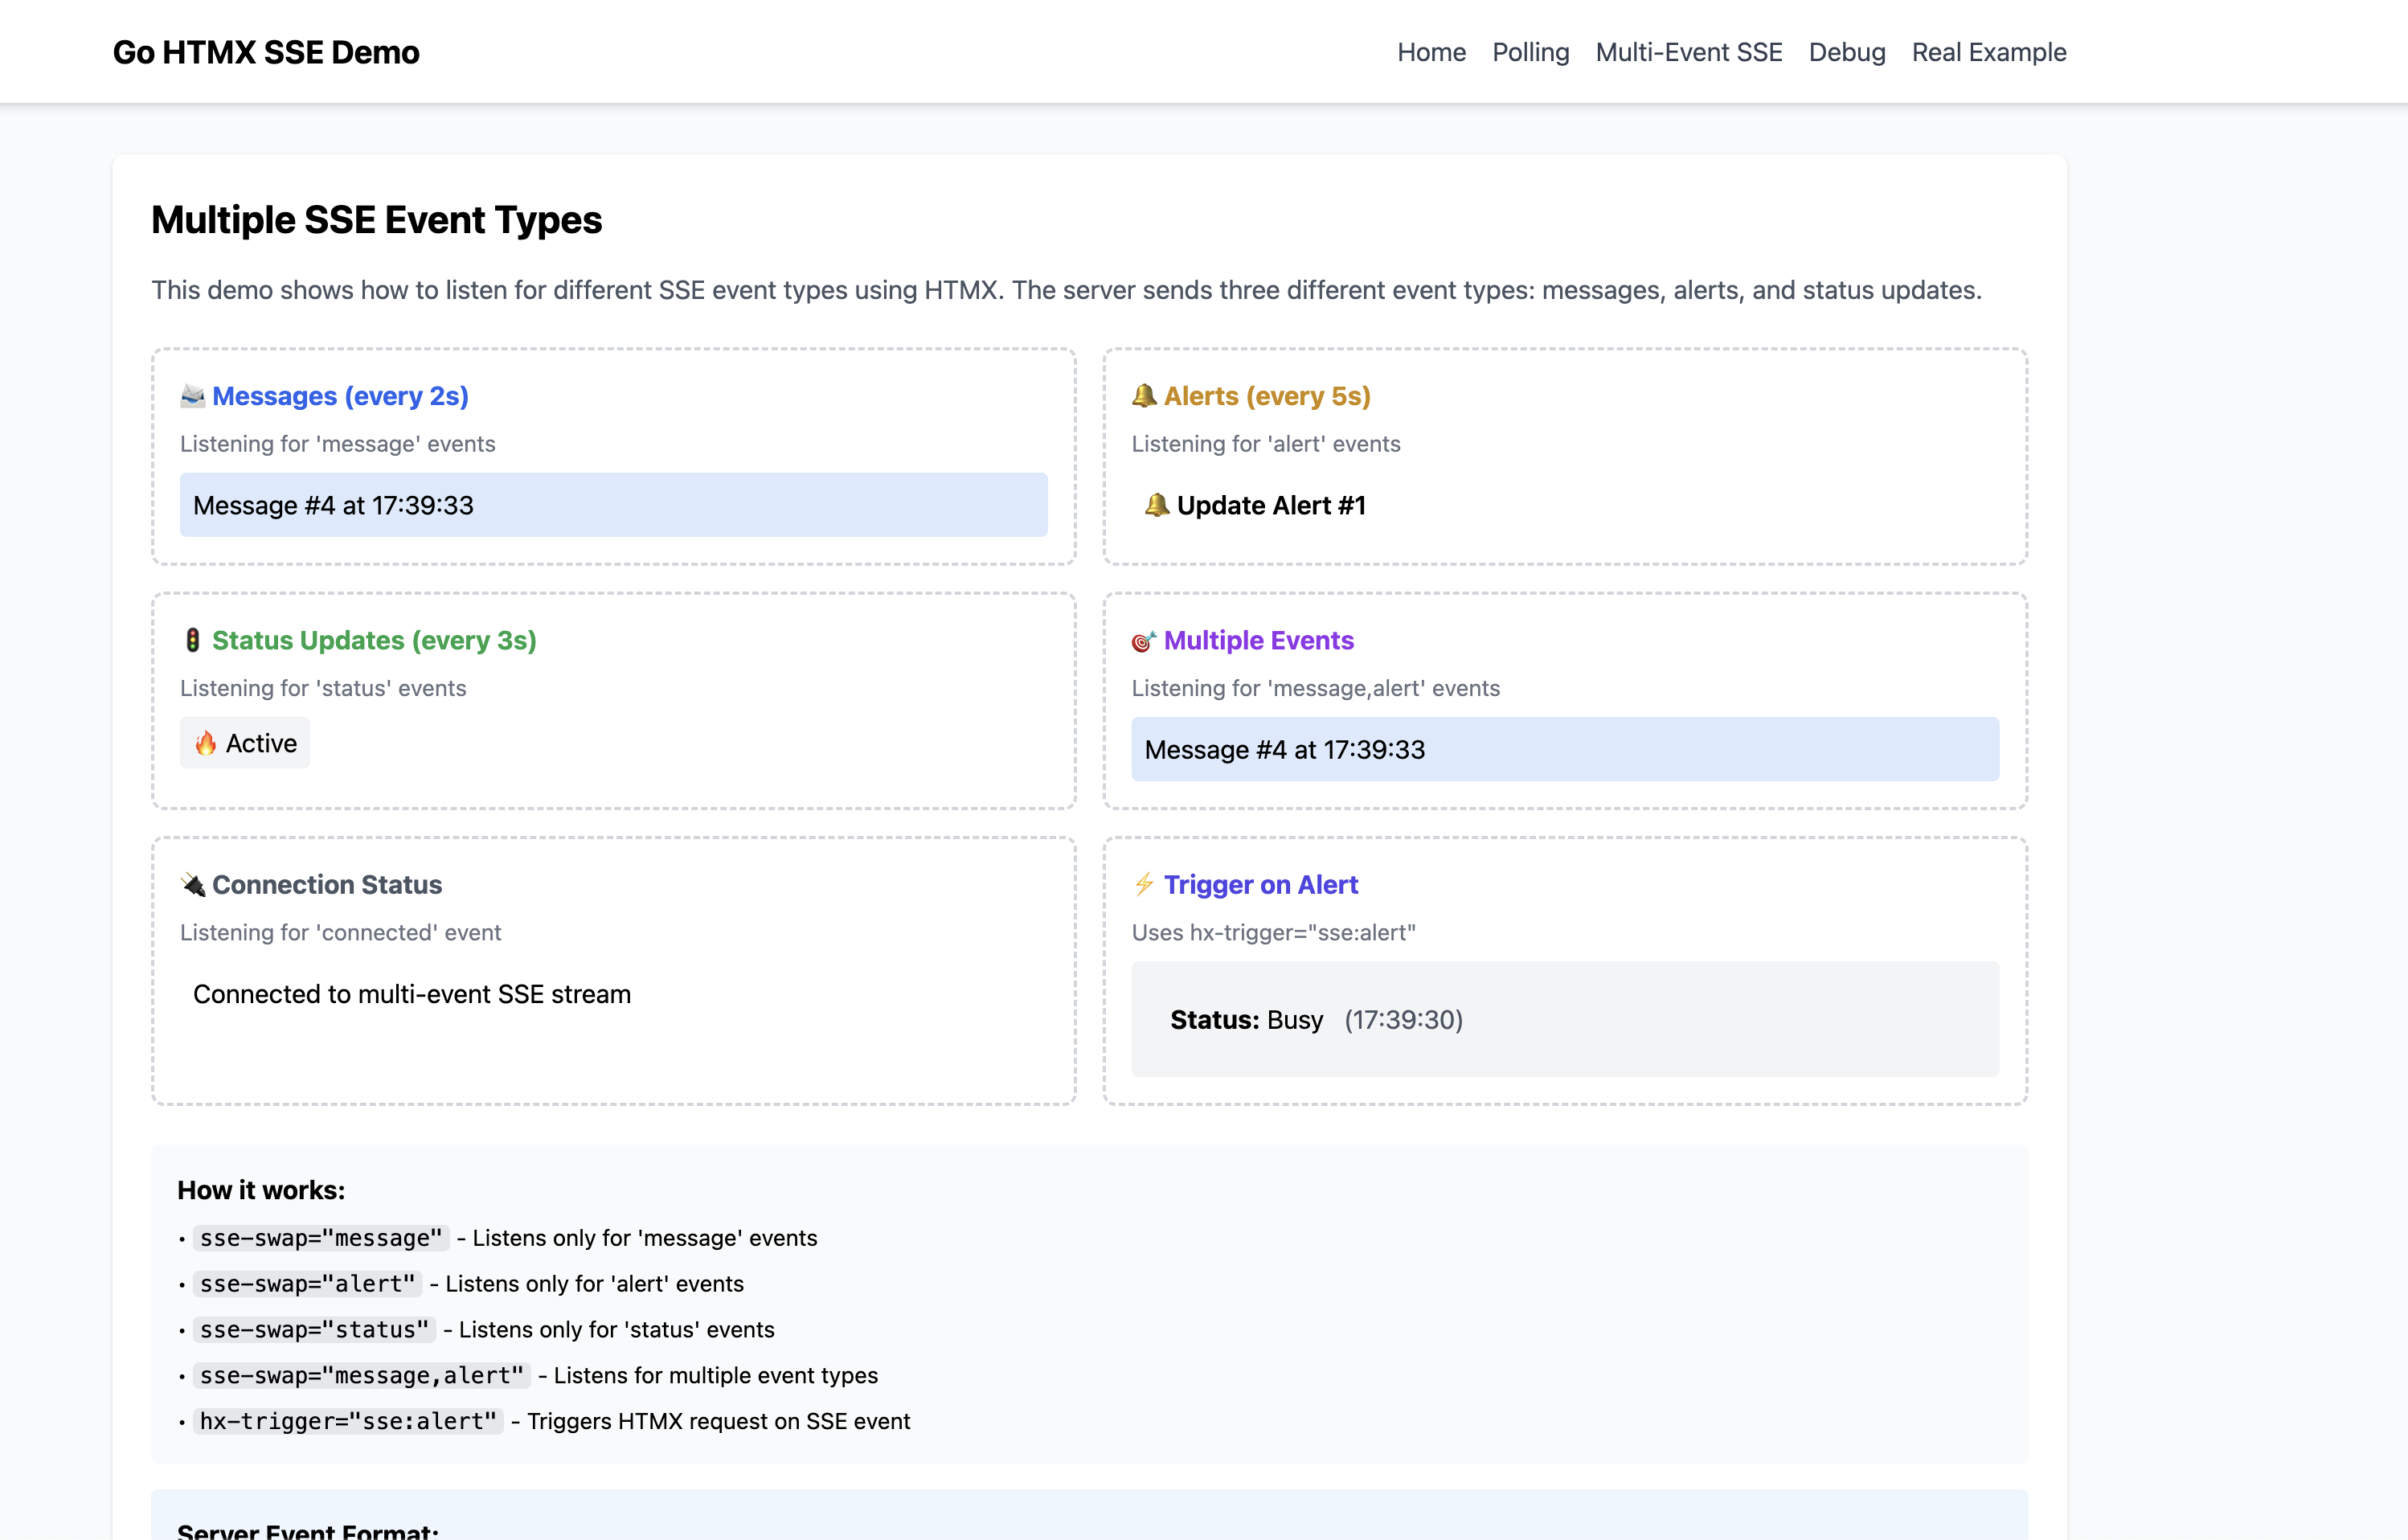 Go HTMX SSE Demo
Home Polling Multi-Event SSE Debug Real Example
Multiple SSE Event Types
This demo shows how to listen for different SSE event types using HTMX. The server sends three different event types: messages, alerts, and status updates.
📨 Messages (every 2s)
Listening for 'message' events
Message #4 at 17:39:33
🔔 Alerts (every 5s)
Listening for 'alert' events
🔔 Update Alert #1
🚦 Status Updates (every 3s)
Listening for 'status' events
🔥 Active
🎯 Multiple Events
Listening for 'message,alert' events
Message #4 at 17:39:33
🔌 Connection Status
Listening for 'connected' event
Connected to multi-event SSE stream
⚡ Trigger on Alert
Uses hx-trigger="sse:alert"
Status: Busy (17:39:30)
How it works:
• sse-swap="message" - Listens only for 'message' events
• sse-swap="alert" - Listens only for 'alert' events
• sse-swap="status" - Listens only for 'status' events
• sse-swap="message,alert" - Listens for multiple event types
• hx-trigger="sse:alert" - Triggers HTMX request on SSE event
Server Event Format: